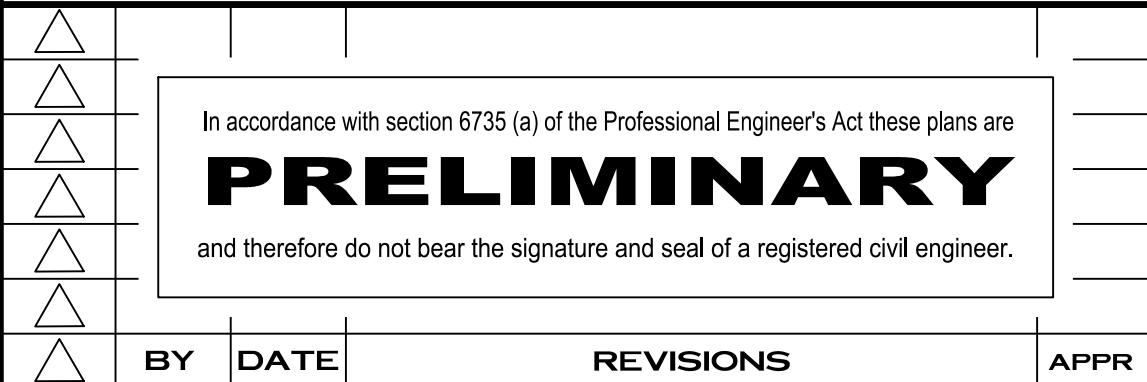 In accordance with section 6735 (a) of the Professional Engineer's Act these plans are
PRELIMINARY
and therefore do not bear the signature and seal of a registered civil engineer.
BY DATE REVISIONS APPR